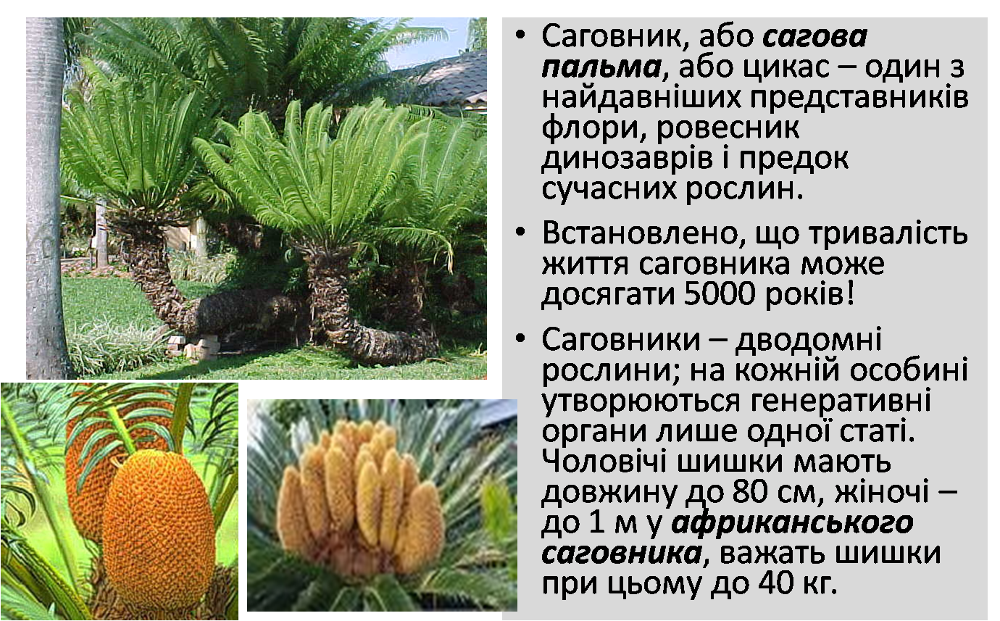 • Саговник, або сагова
пальма, або цикас – один з
найдавніших представників
флори, ровесник
динозаврів і предок
сучасних рослин.
• Встановлено, що тривалість
життя саговника може
досягати 5000 років!
• Саговники – дводомні
рослини; на кожній особині
утворюються генеративні
органи лише одної статі.
Чоловічі шишки мають
довжину до 80 см, жіночі –
до 1 м у африканського
саговника, важать шишки
при цьому до 40 кг.